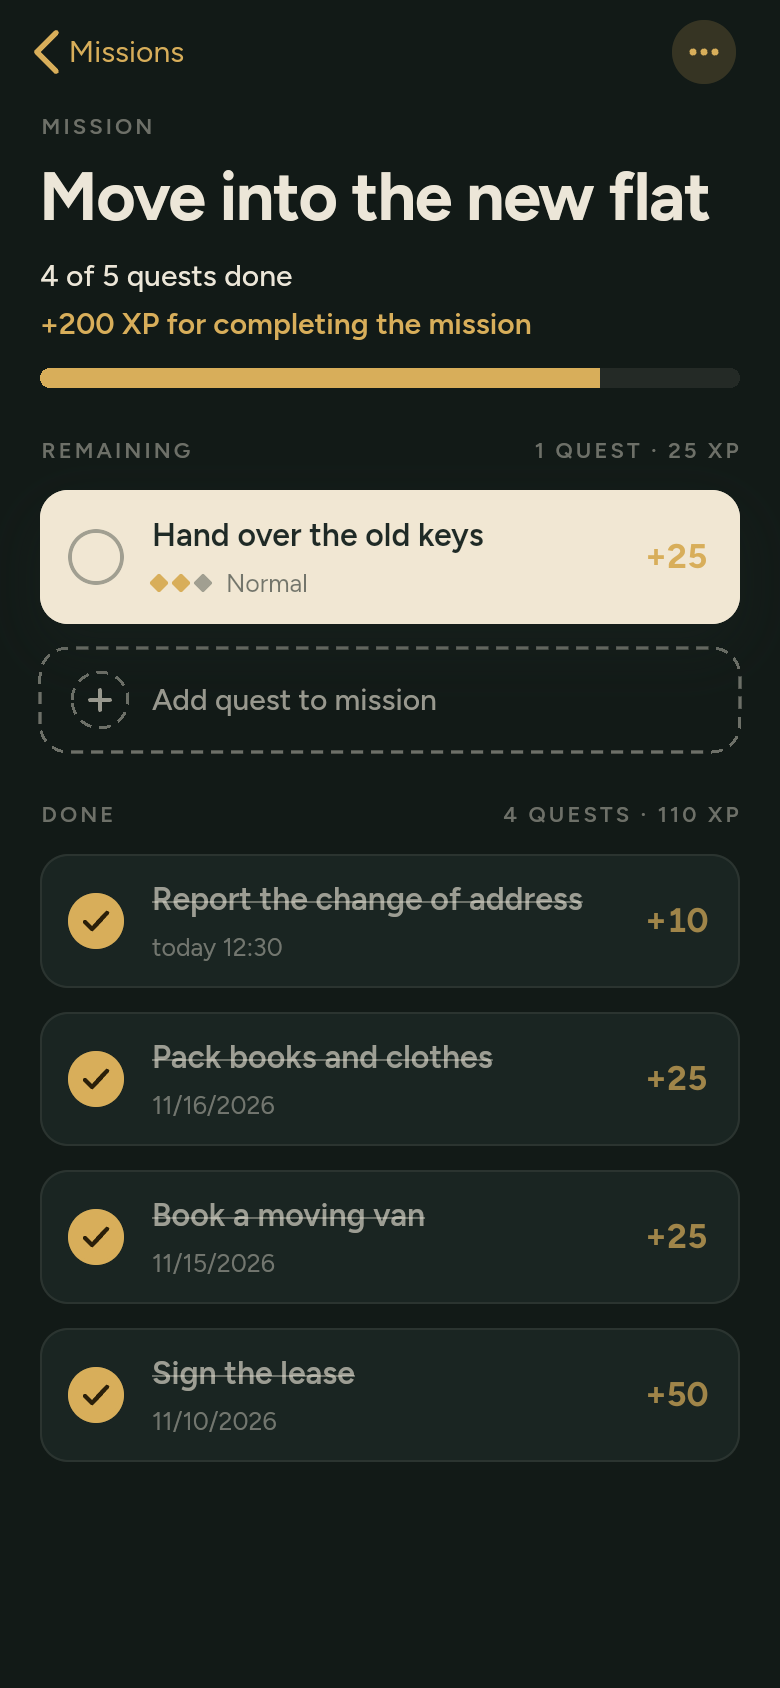 Missions
MISSION
Move into the new flat
4 of 5 quests done
+200 XP for completing the mission
REMAINING 1 QUEST · 25 XP
Hand over the old keys
+25
Normal
Add quest to mission
DONE 4 QUESTS · 110 XP
Report the change of address
+10
today 12:30
Pack books and clothes
+25
11/16/2026
Book a moving van
+25
11/15/2026
Sign the lease
+50
11/10/2026